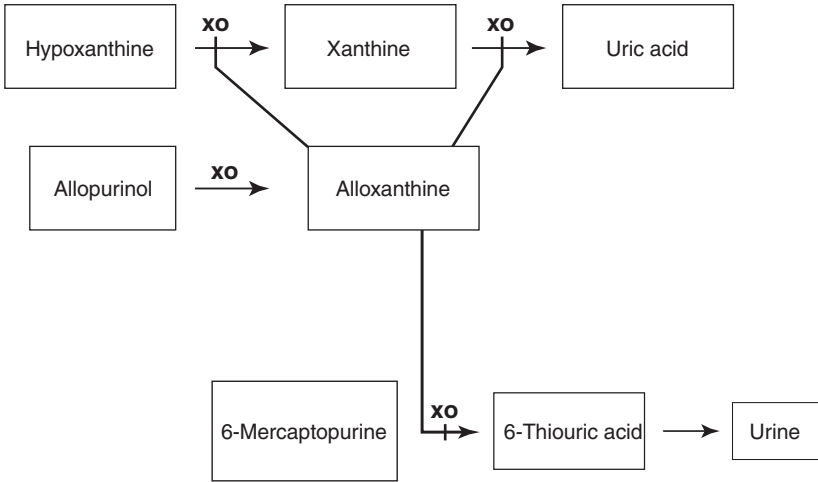 XO
XO
Hypoxanthine
Xanthine
Uric acid
XO
Allopurinol
Alloxanthine
XO
6-Mercaptopurine
6-Thiouric acid
Urine